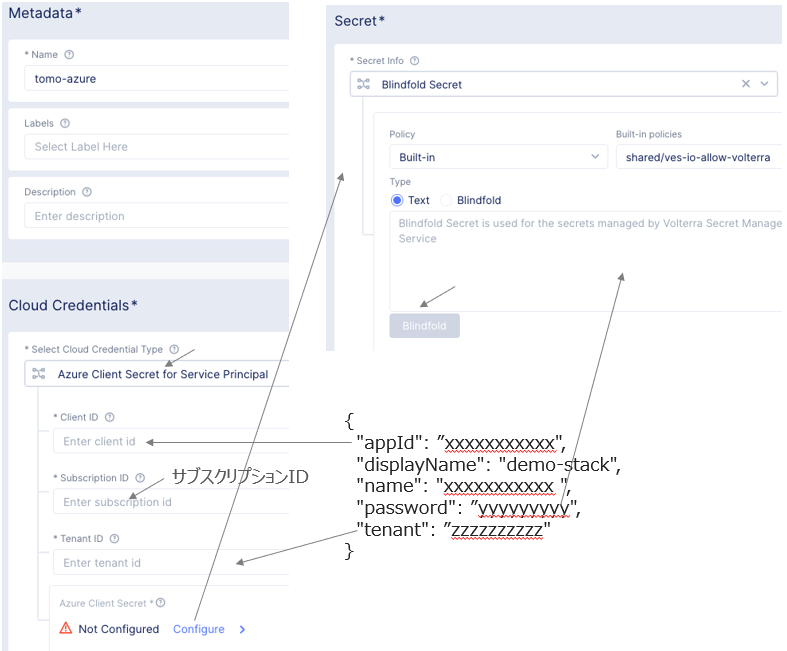 Metadata*
* Name
tomo-azure
Labels
Select Label Here
Description
Enter description
Cloud Credentials*
* Select Cloud Credential Type
Azure Client Secret for Service Principal
* Client ID
Enter client id
* Subscription ID
サブスクリプションID
Enter subscription id
* Tenant ID
Enter tenant id
Azure Client Secret *
Not Configured Configure
Secret*
* Secret Info
Blindfold Secret
Policy
Built-in
Built-in policies
shared/ves-io-allow-volterra
Type
Text Blindfold
Blindfold Secret is used for the secrets managed by Volterra Secret Manage
Service
Blindfold
{
"appId": ”xxxxxxxxxxx",
"displayName": "demo-stack",
"name": "xxxxxxxxxxx ",
"password": ”yyyyyyyyy",
"tenant": ”zzzzzzzzzz"
}